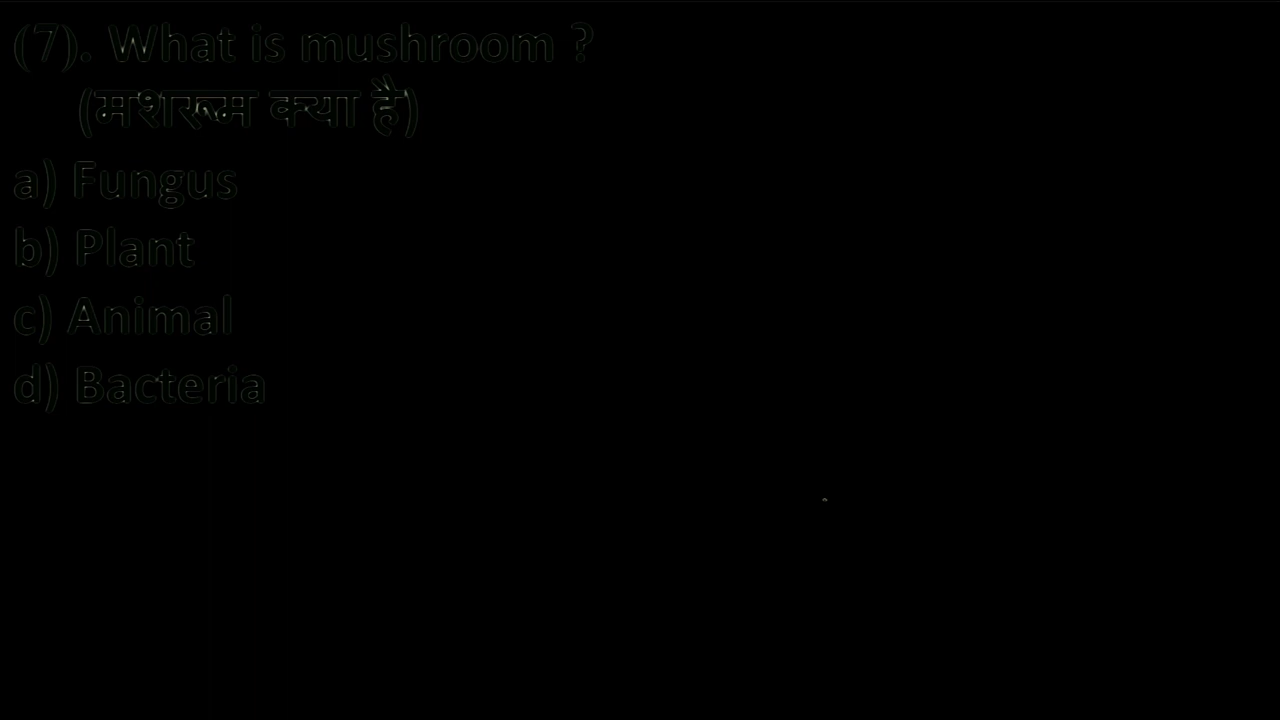 (7). What is mushroom ?
(मशरूम क्या है)
a) Fungus
b) Plant
c) Animal
d) Bacteria